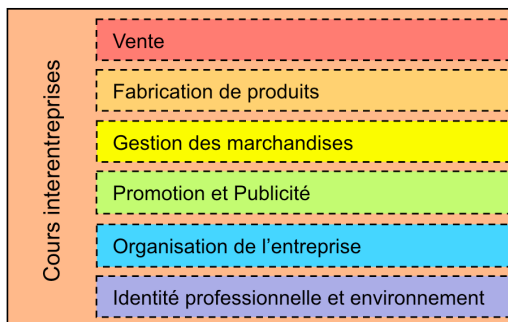 Cours interentreprises
Vente
Fabrication de produits
Gestion des marchandises
Promotion et Publicité
Organisation de l'entreprise
Identité professionnelle et environnement